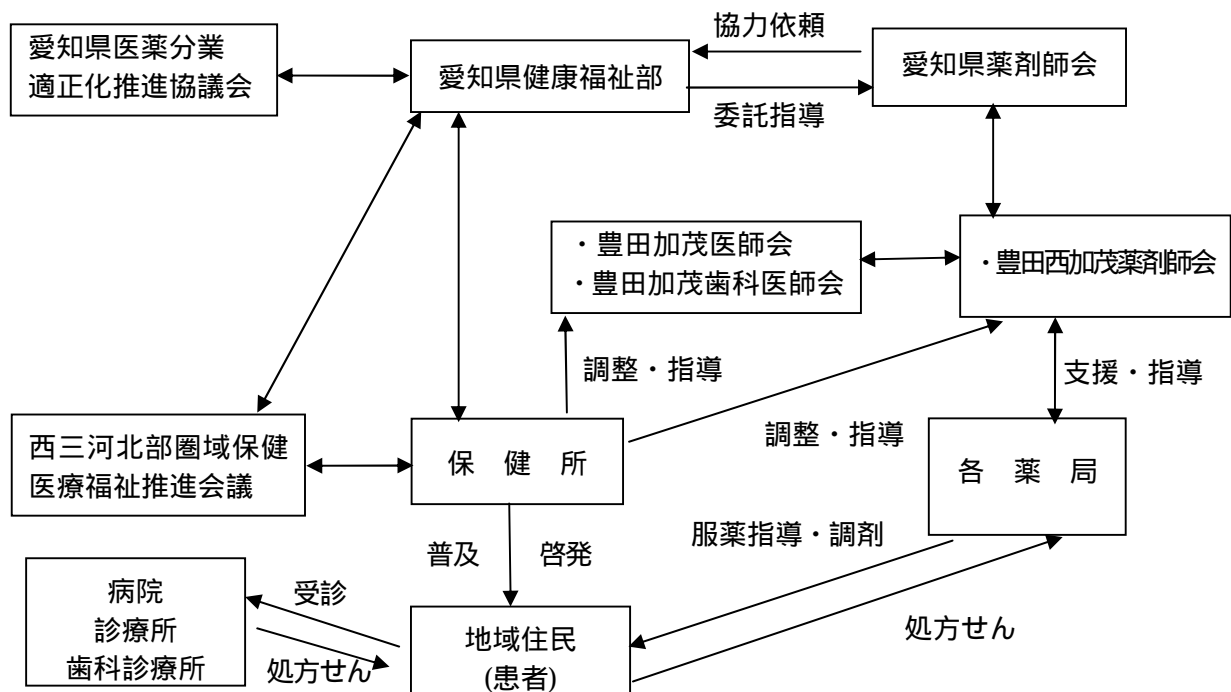 協力依頼
愛知県医薬分業
適正化推進協議会
愛知県健康福祉部
愛知県薬剤師会
委託指導
・豊田加茂医師会
・豊田加茂歯科医師会
・豊田西加茂薬剤師会
調整・指導
支援・指導
西三河北部圏域保健
医療福祉推進会議
保 健 所
調整・指導
各 薬 局
服薬指導・調剤
普及 啓発
病院
診療所
歯科診療所
受診
処方せん
地域住民
(患者)
処方せん